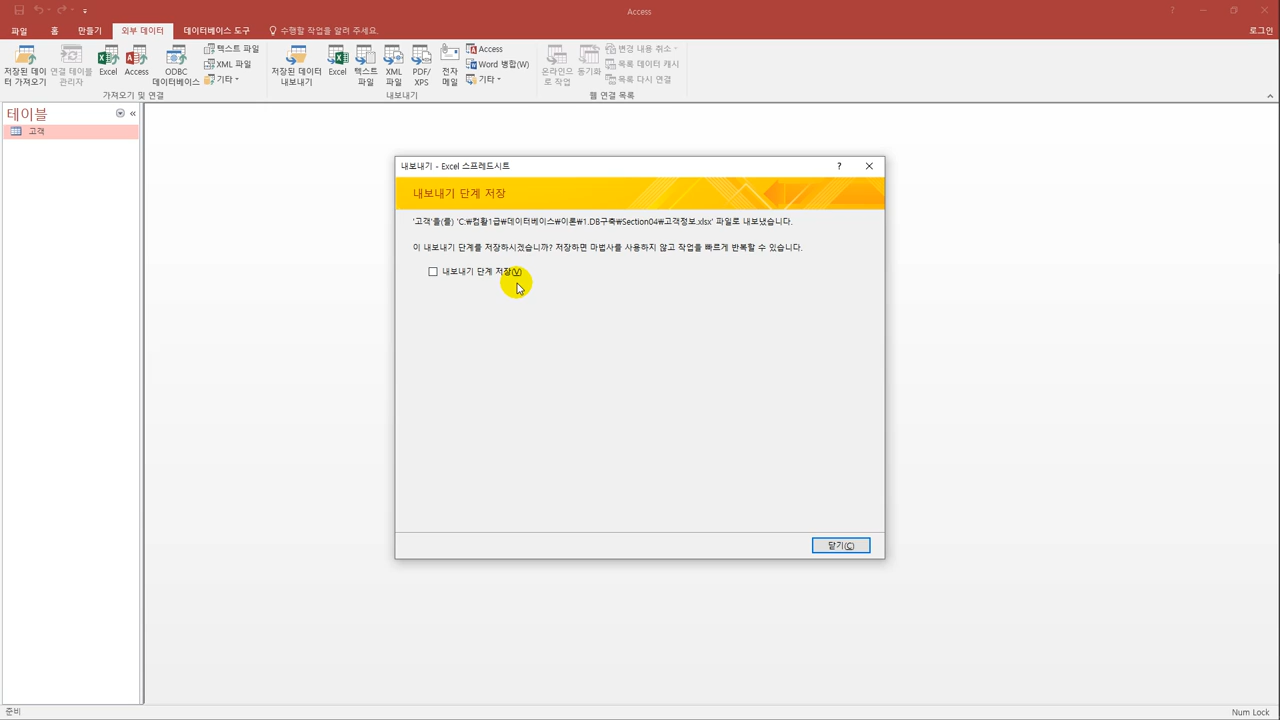 Access
로그인
파일 홈 만들기 외부 데이터 데이터베이스 도구 수행할 작업을 알려 주세요.
저장된 데이터 가져오기
연결 테이블 관리자
Excel
Access
ODBC 데이터베이스
텍스트 파일
XML 파일
기타
가져오기 및 연결
저장된 데이터 내보내기
Excel
텍스트 파일
XML 파일
PDF/XPS
전자 메일
Access
Word 병합(W)
기타
내보내기
온라인으로 작업
동기화
변경 내용 취소
목록 데이터 캐시
목록 다시 연결
웹 연결 목록
테이블
고객
내보내기 - Excel 스프레드시트
내보내기 단계 저장
'고객'을(를) 'C:₩컴활1급₩데이터베이스₩이론₩1.DB구축₩Section04₩고객정보.xlsx' 파일로 내보냈습니다.
이 내보내기 단계를 저장하시겠습니까? 저장하면 마법사를 사용하지 않고 작업을 빠르게 반복할 수 있습니다.
내보내기 단계 저장(V)
닫기(C)
준비
Num Lock